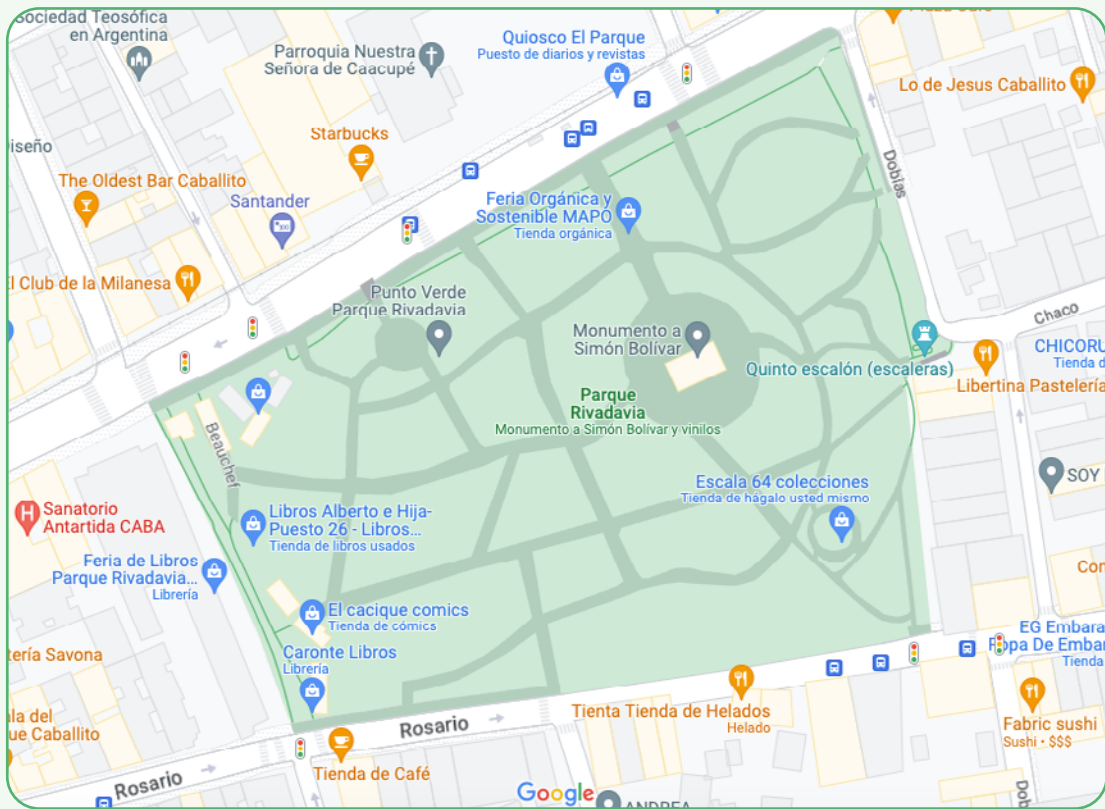 Sociedad Teosófica
en Argentina
Parroquia Nuestra
Señora de Caacupé
Quiosco El Parque
Puesto de diarios y revistas
Lo de Jesus Caballito
Starbucks
The Oldest Bar Caballito
Santander
Dobias
Feria Orgánica y
Sostenible MAPO
Tienda orgánica
El Club de la Milanesa
Punto Verde
Parque Rivadavia
Monumento a
Simón Bolívar
Chaco
CHICORU
Tienda d
Quinto escalón (escaleras)
Libertina Pastelería
Parque
Rivadavia
Monumento a Simón Bolívar y vinilos
Beauchef
Escala 64 colecciones
Tienda de hágalo usted mismo
SOY
Sanatorio
Antartida CABA
Libros Alberto e Hija-
Puesto 26 - Libros...
Tienda de libros usados
Feria de Libros
Parque Rivadavia...
Librería
Con
El cacique comics
Tienda de cómics
EG Embara
Ropa De Embar
Tienda
Caronte Libros
Librería
tería Savona
Tienta Tienda de Helados
Helado
ala del
ue Caballito
Rosario
Fabric sushi
Sushi • $$$
Tienda de Café
Rosario
Google
ANDREA
Dob